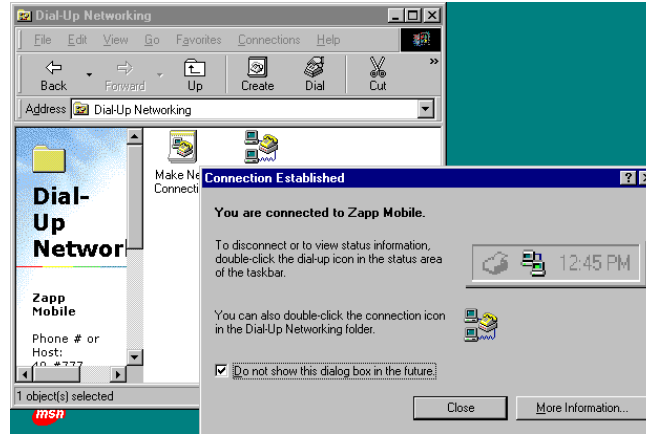 Dial-Up Networking
File Edit View Go Favorites Connections Help
Back Forward Up Create Dial Cut »
Address Dial-Up Networking
Dial-
Up
Networ
Zapp
Mobile
Phone # or
Host:
Make Ne
Connecti
1 object(s) selected
msn
Connection Established
You are connected to Zapp Mobile.
To disconnect or to view status information,
double-click the dial-up icon in the status area
of the taskbar.
12:45 PM
You can also double-click the connection icon
in the Dial-Up Networking folder.
Do not show this dialog box in the future.
Close More Information...